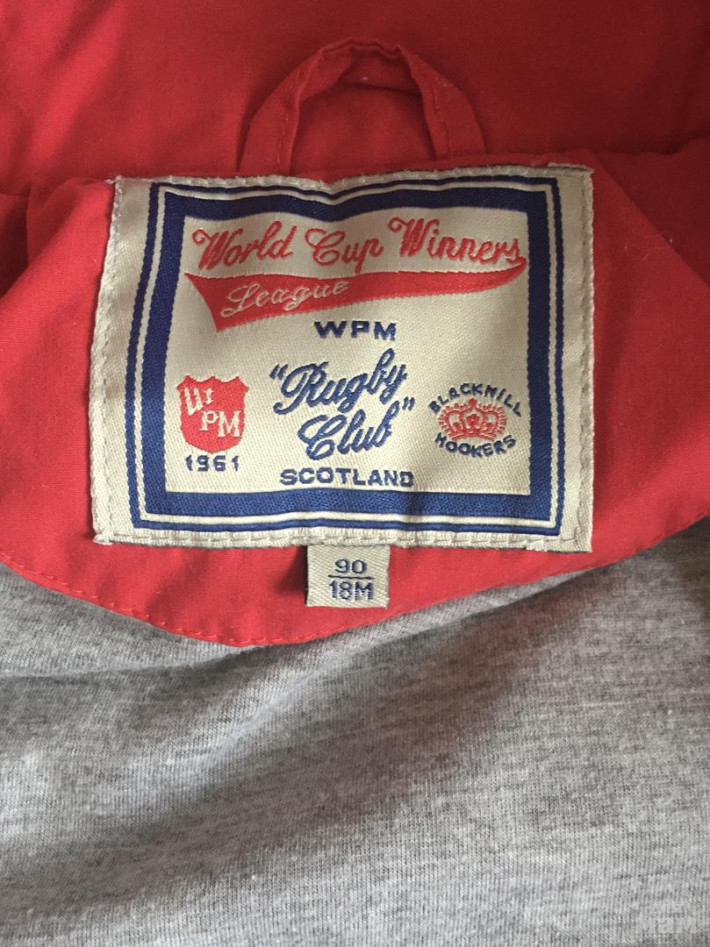 World Cup Winners
League
WPM
"Rugby
Club"
SCOTLAND
PM
1961
BLACKMILL
HOOKERS
90
18M